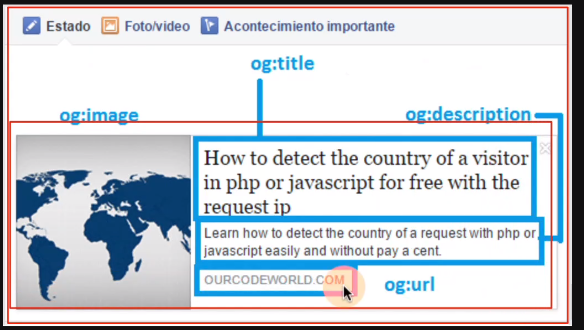 Estado Foto/video Acontecimiento importante
og:title
og:image
og:description
How to detect the country of a visitor
in php or javascript for free with the
request ip
Learn how to detect the country of a request with php or
javascript easily and without pay a cent.
OURCODEWORLD.COM
og:url